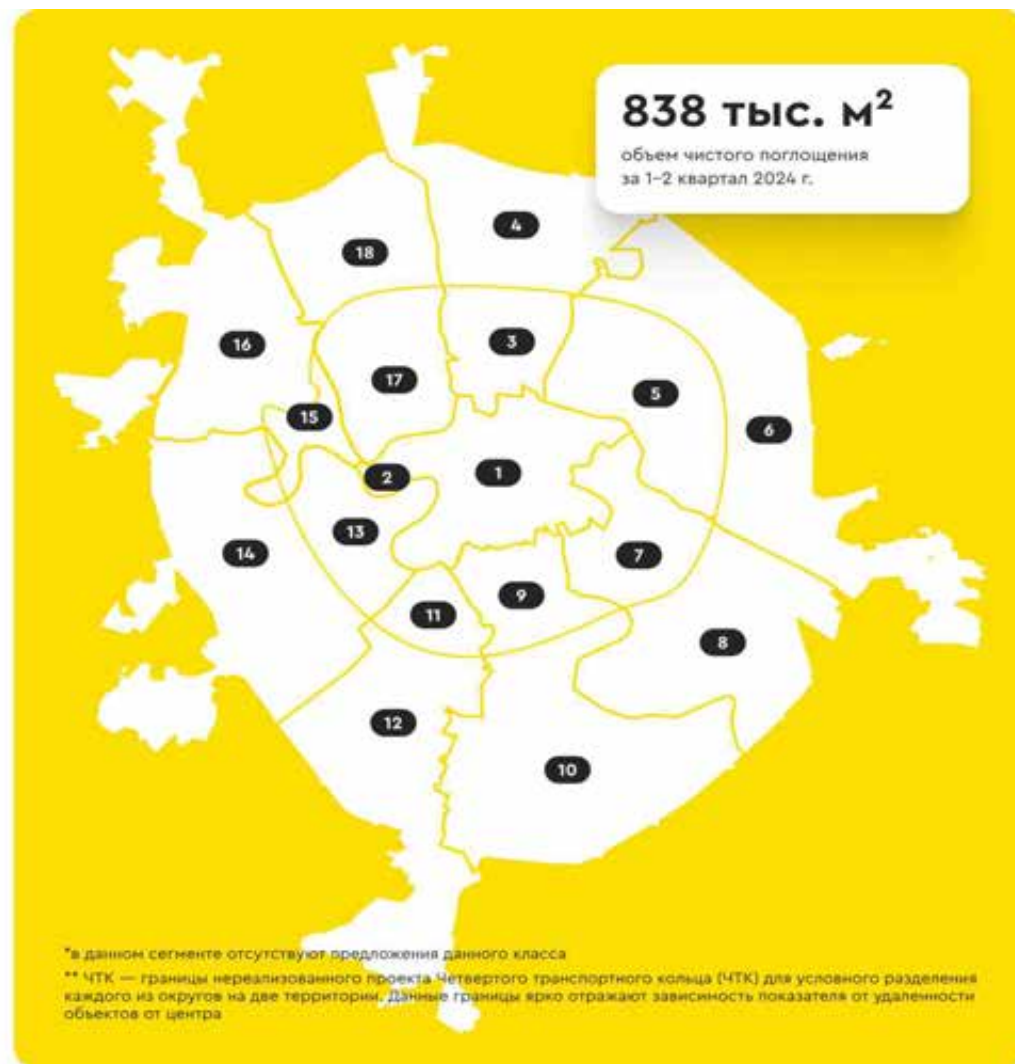 838 тыс. м²
объем чистого поглощения
за 1–2 квартал 2024 г.
4
18
3
16
17
5
15
6
2
1
13
14
7
9
11
8
12
10
*в данном сегменте отсутствуют предложения данного класса
** ЧТК — границы нереализованного проекта Четвертого транспортного кольца (ЧТК) для условного разделения
каждого из округов на две территории. Данные границы ярко отражают зависимость показателя от удаленности
объектов от центра